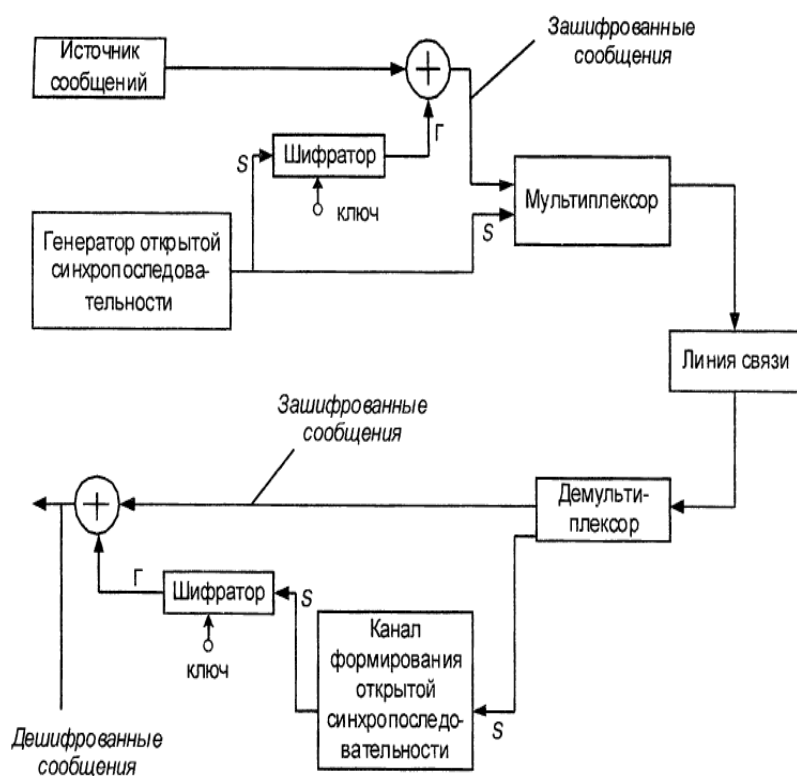 Зашифрованные
сообщения
Источник
сообщений
+
Г
S
Шифратор
ключ
Мультиплексор
S
Генератор открытой
синхропоследова-
тельности
Линия связи
Зашифрованные
сообщения
Демульти-
плексор
+
Г
Шифратор
S
ключ
Канал
формирования
открытой
синхропоследо-
вательности
S
Дешифрованные
сообщения